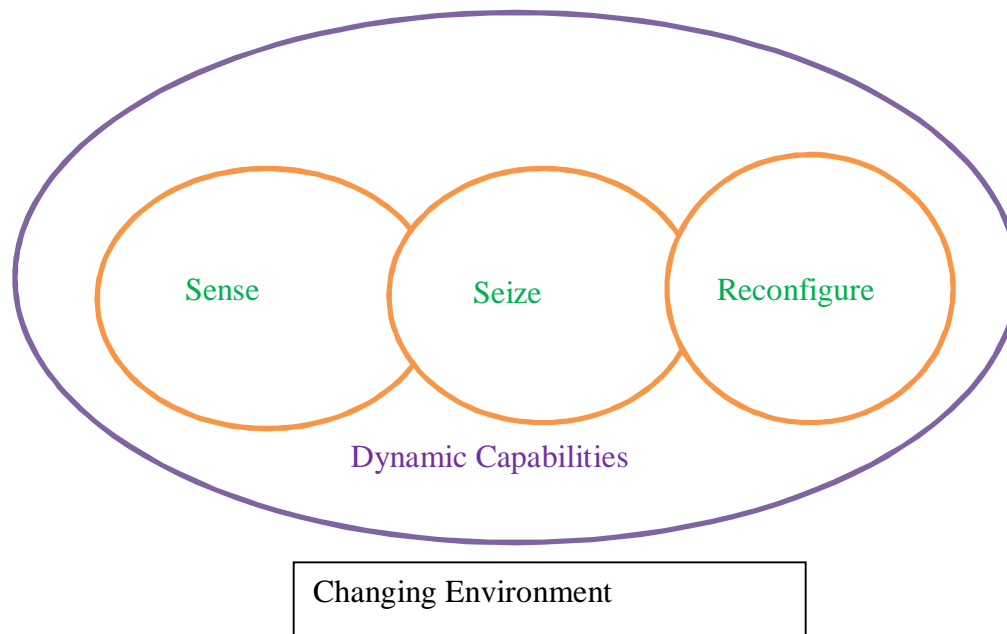 Sense
Seize
Reconfigure
Dynamic Capabilities
Changing Environment